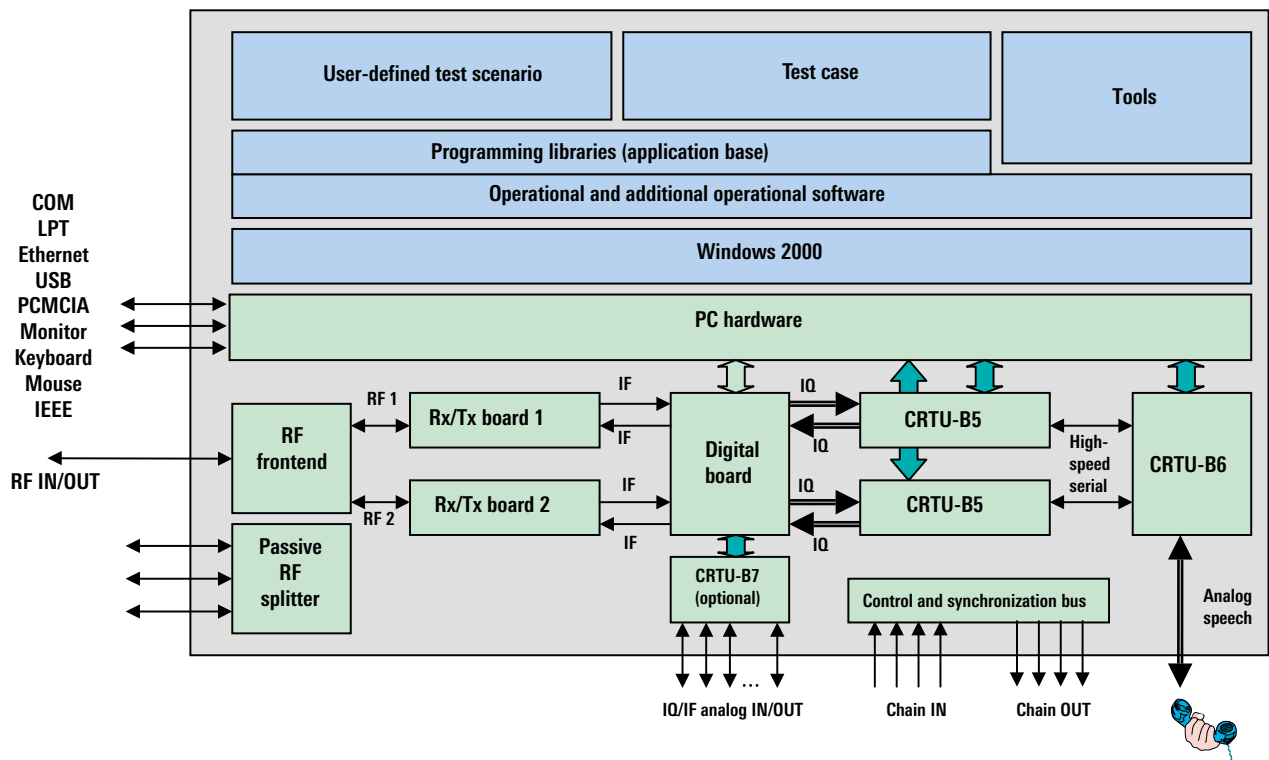 User-defined test scenario
Test case
Tools
Programming libraries (application base)
Operational and additional operational software
Windows 2000
COM
LPT
Ethernet
USB
PCMCIA
Monitor
Keyboard
Mouse
IEEE
PC hardware
RF IN/OUT
RF
frontend
RF 1
RF 2
Rx/Tx board 1
Rx/Tx board 2
IF
IF
IF
IF
Digital
board
IQ
IQ
IQ
IQ
CRTU-B5
CRTU-B5
High-
speed
serial
CRTU-B6
Passive
RF
splitter
CRTU-B7
(optional)
Control and synchronization bus
Analog
speech
...
IQ/IF analog IN/OUT
Chain IN
Chain OUT